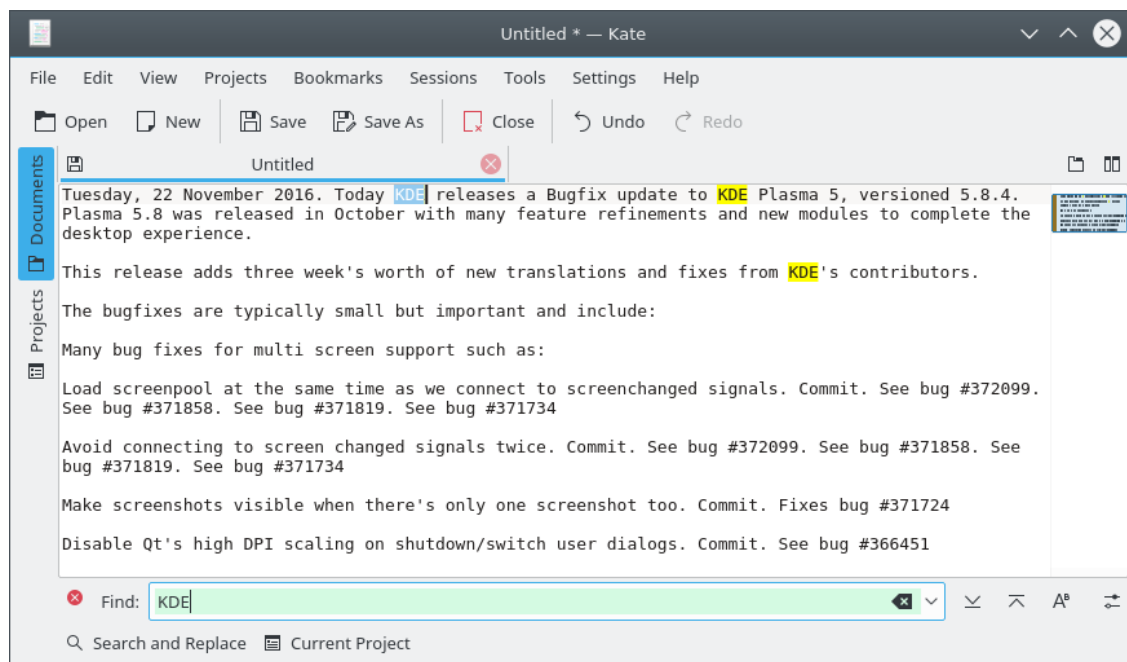 Untitled * — Kate
File Edit View Projects Bookmarks Sessions Tools Settings Help
Open New Save Save As Close Undo Redo
Documents
Projects
Untitled
Tuesday, 22 November 2016. Today KDE releases a Bugfix update to KDE Plasma 5, versioned 5.8.4.
Plasma 5.8 was released in October with many feature refinements and new modules to complete the
desktop experience.
This release adds three week's worth of new translations and fixes from KDE's contributors.
The bugfixes are typically small but important and include:
Many bug fixes for multi screen support such as:
Load screenpool at the same time as we connect to screenchanged signals. Commit. See bug #372099.
See bug #371858. See bug #371819. See bug #371734
Avoid connecting to screen changed signals twice. Commit. See bug #372099. See bug #371858. See
bug #371819. See bug #371734
Make screenshots visible when there's only one screenshot too. Commit. Fixes bug #371724
Disable Qt's high DPI scaling on shutdown/switch user dialogs. Commit. See bug #366451
Find: KDE
Search and Replace Current Project